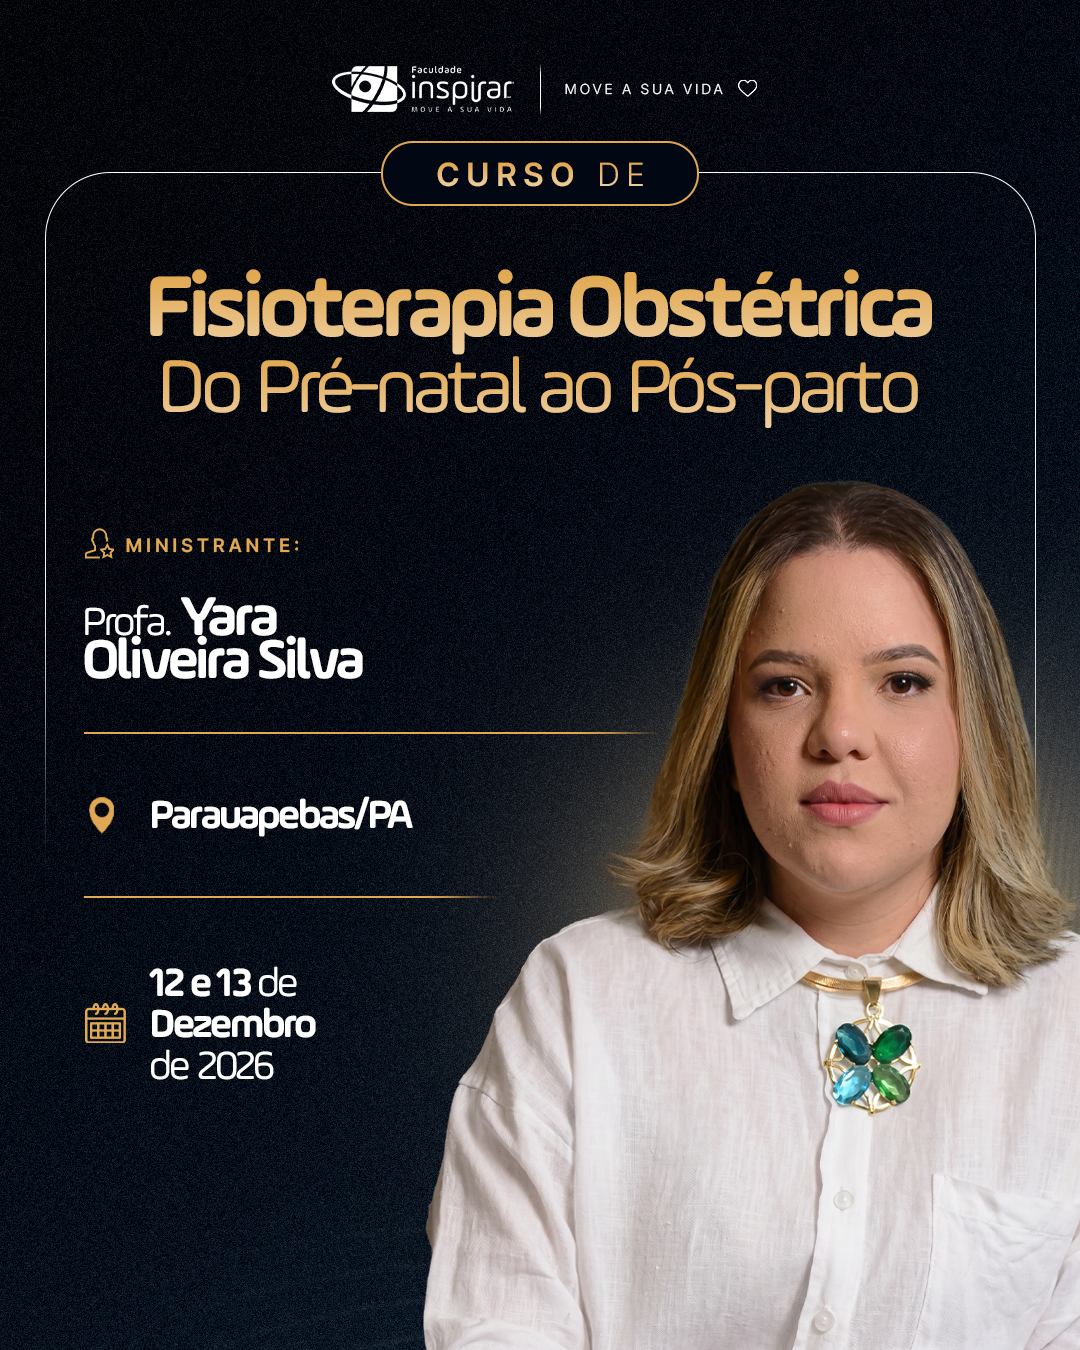 Faculdade
inspirar
MOVE A SUA VIDA
MOVE A SUA VIDA
CURSO DE
Fisioterapia Obstétrica
Do Pré-natal ao Pós-parto
MINISTRANTE:
Profa. Yara
Oliveira Silva
Parauapebas/PA
12 e 13 de
Dezembro
de 2026